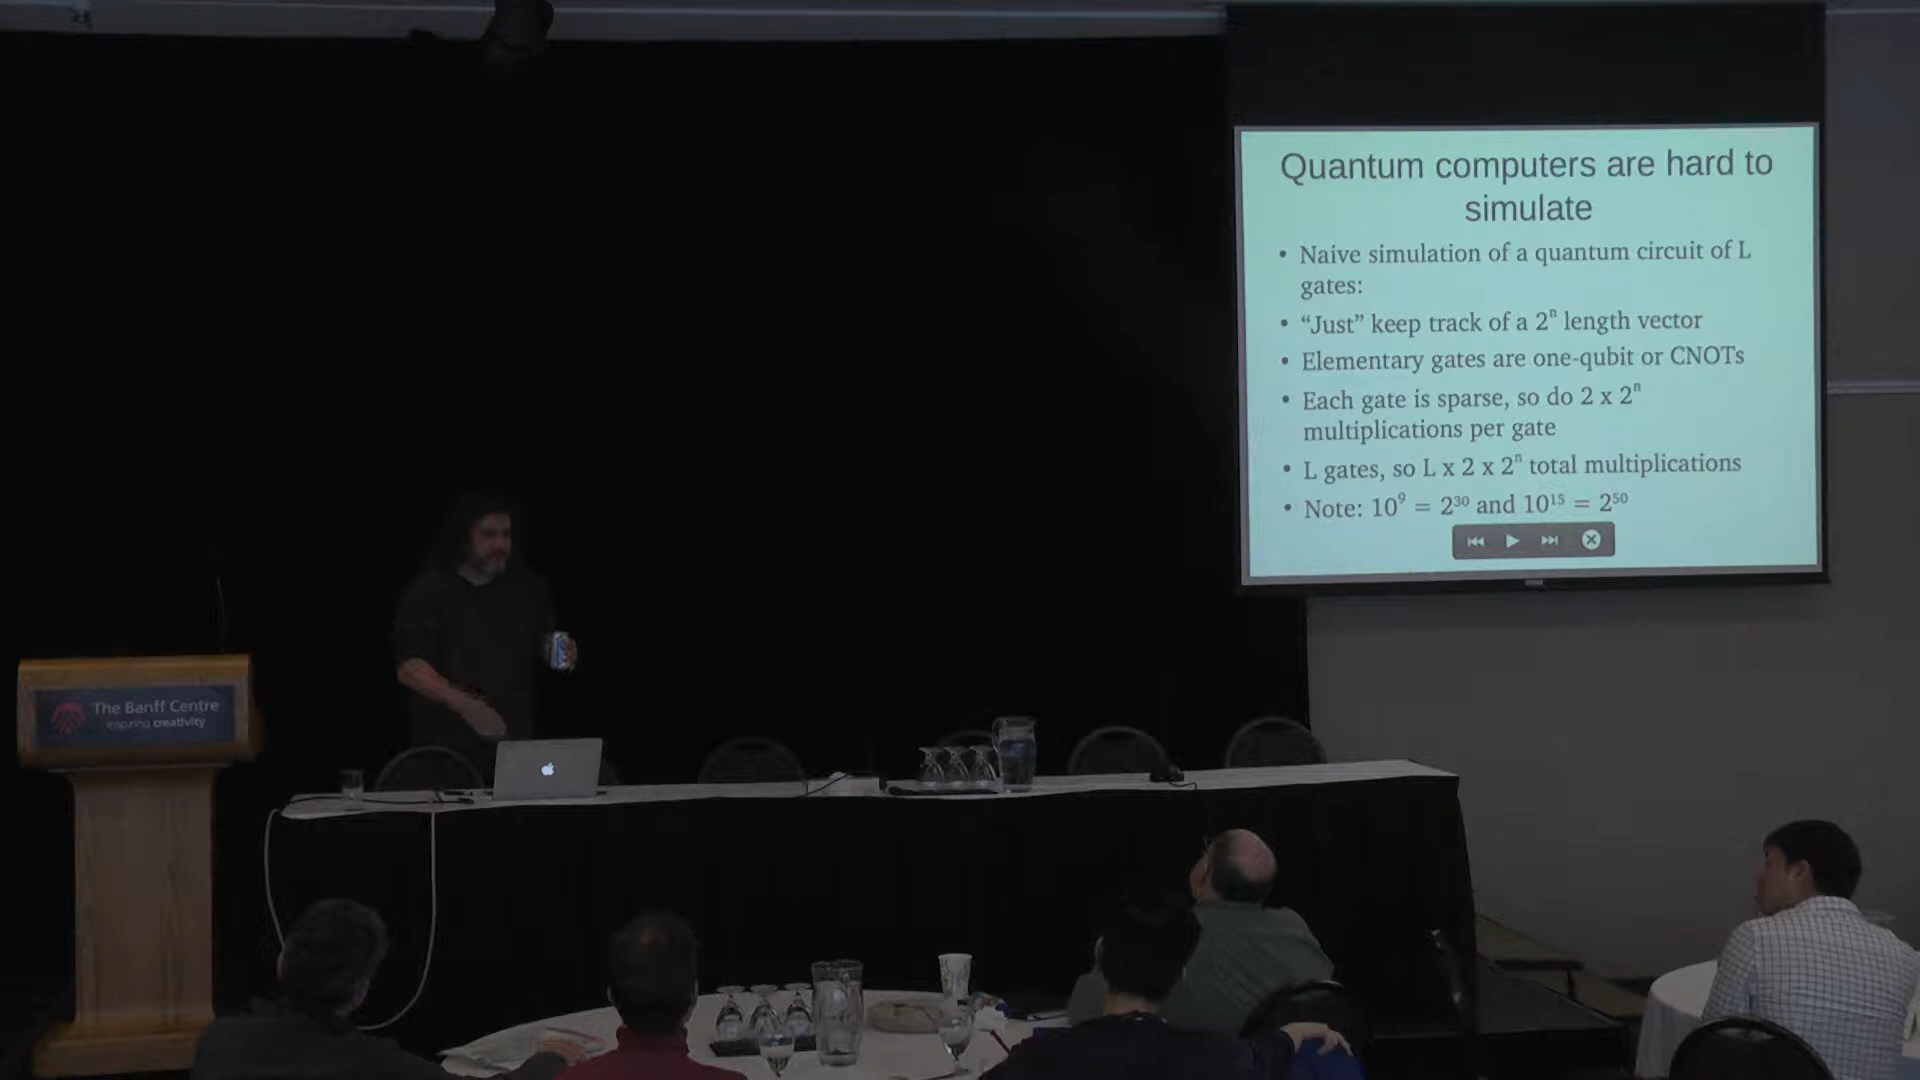 Quantum computers are hard to
simulate
• Naive simulation of a quantum circuit of L
gates:
• “Just” keep track of a 2ⁿ length vector
• Elementary gates are one-qubit or CNOTs
• Each gate is sparse, so do 2 x 2ⁿ
multiplications per gate
• L gates, so L x 2 x 2ⁿ total multiplications
• Note: 10⁹ = 2³⁰ and 10¹⁵ = 2⁵⁰
The Banff Centre
inspiring creativity